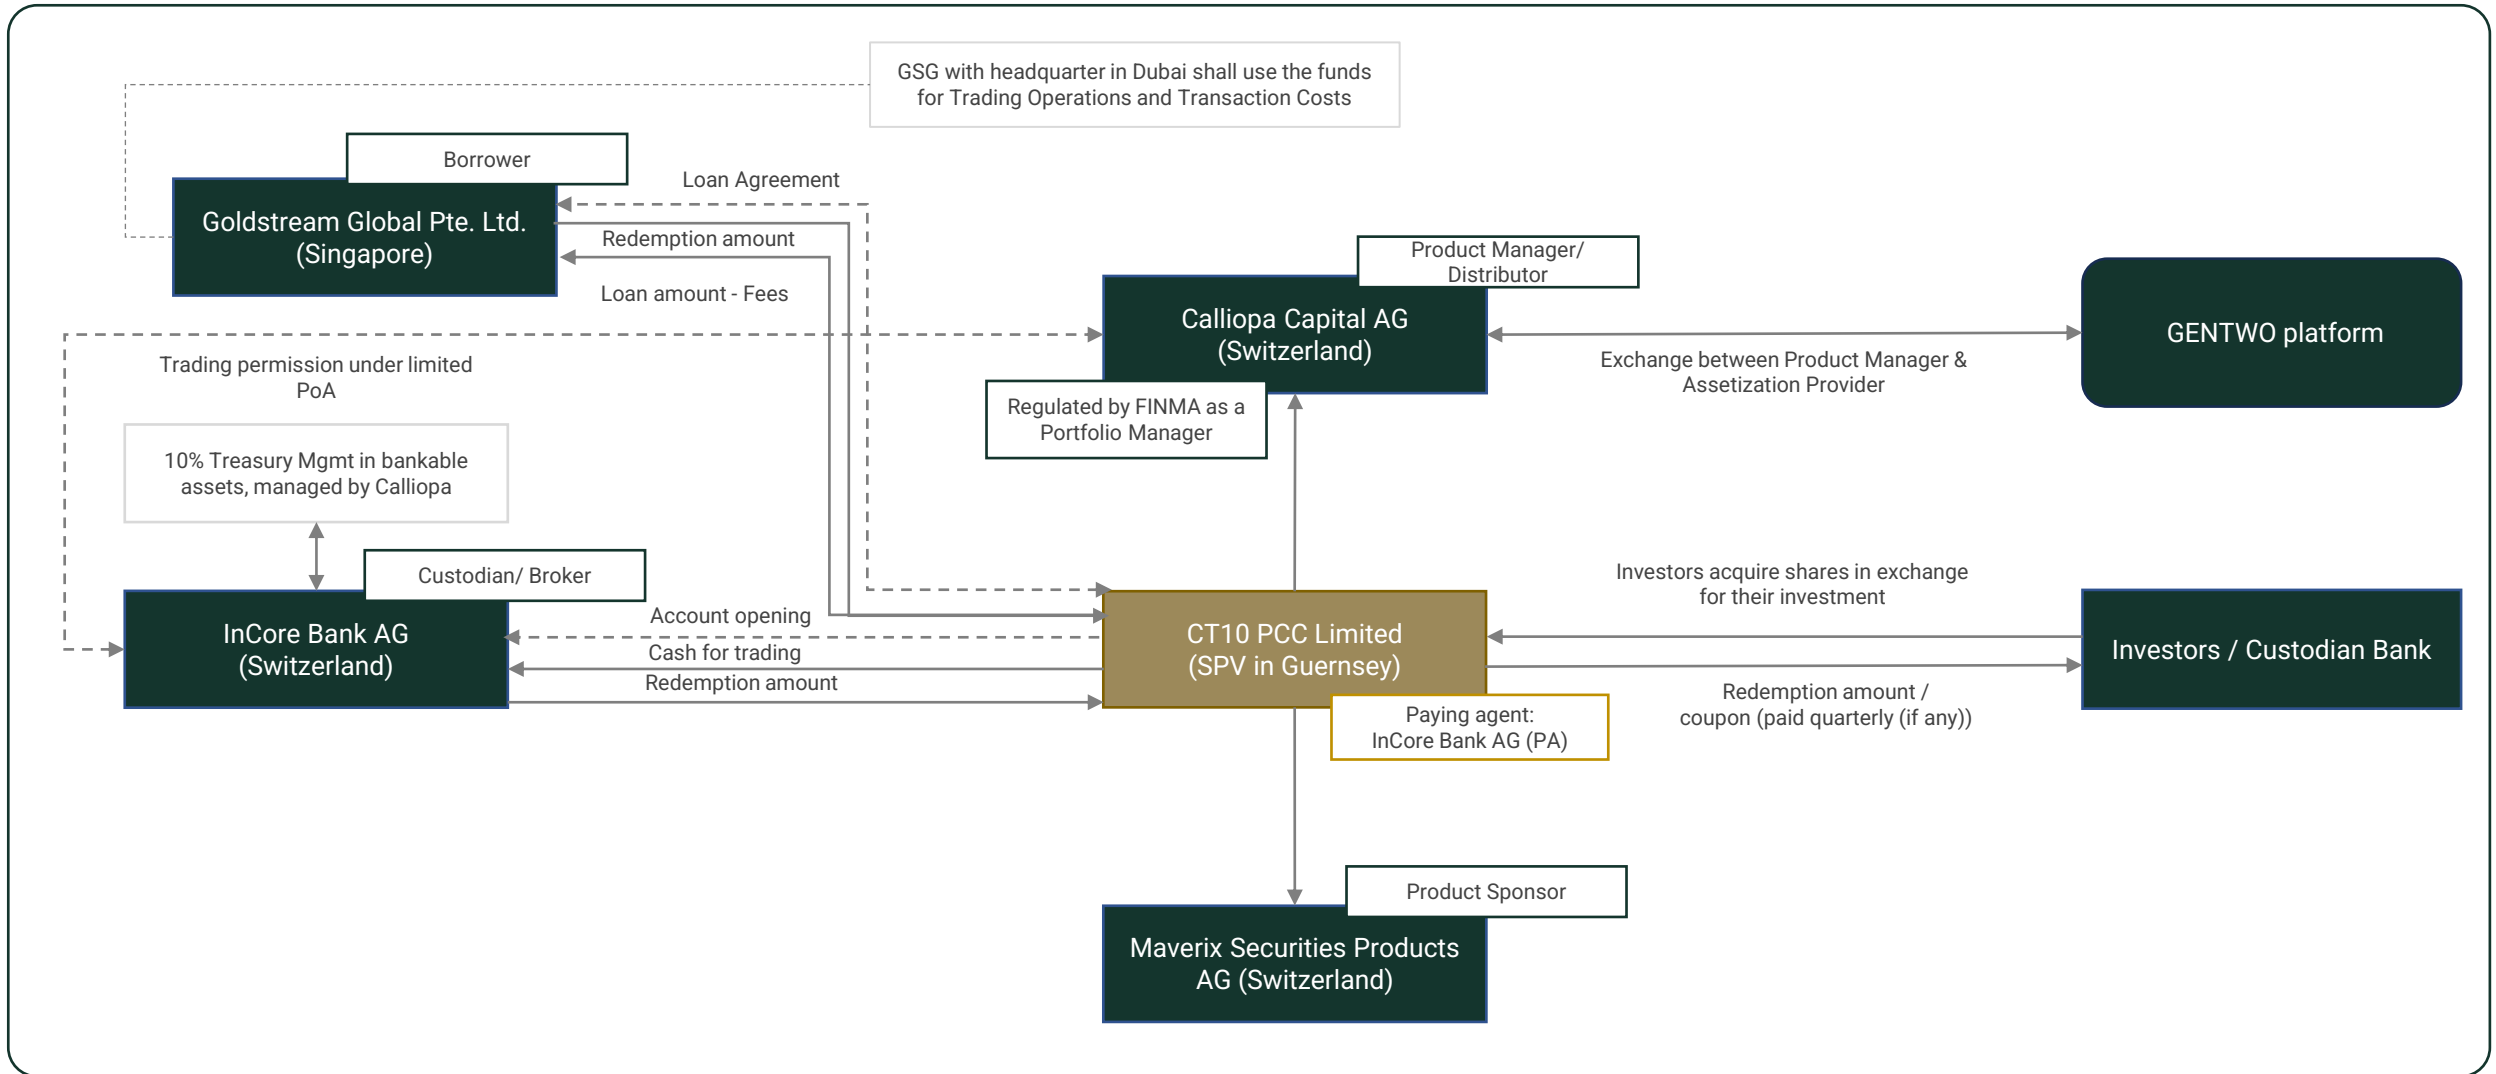 GSG with headquarter in Dubai shall use the funds
for Trading Operations and Transaction Costs
Borrower
Goldstream Global Pte. Ltd.
(Singapore)
Loan Agreement
Redemption amount
Loan amount - Fees
Product Manager/
Distributor
Calliopa Capital AG
(Switzerland)
Regulated by FINMA as a
Portfolio Manager
GENTWO platform
Exchange between Product Manager &
Assetization Provider
Trading permission under limited
PoA
10% Treasury Mgmt in bankable
assets, managed by Calliopa
Custodian/ Broker
InCore Bank AG
(Switzerland)
Account opening
Cash for trading
Redemption amount
CT10 PCC Limited
(SPV in Guernsey)
Paying agent:
InCore Bank AG (PA)
Investors acquire shares in exchange
for their investment
Investors / Custodian Bank
Redemption amount /
coupon (paid quarterly (if any))
Product Sponsor
Maverix Securities Products
AG (Switzerland)